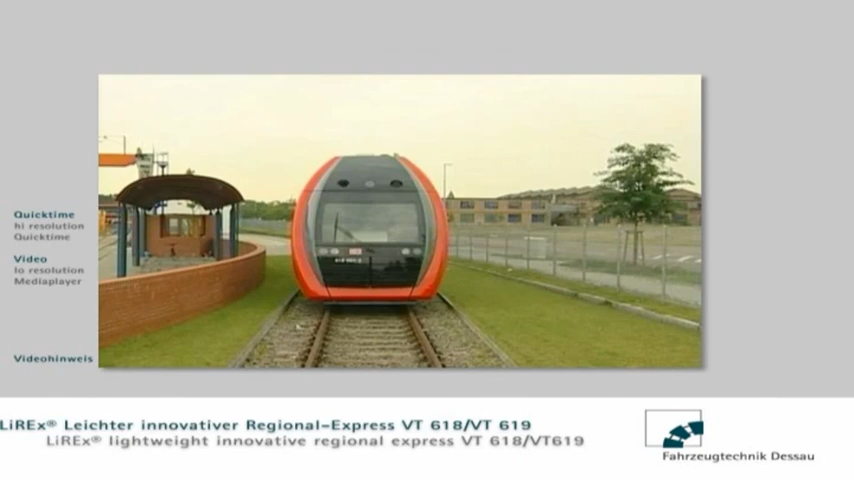 Quicktime
hi resolution
Quicktime
Video
lo resolution
Mediaplayer
Videohinweis
LiREx® Leichter innovativer Regional-Express VT 618/VT 619
LiREx® lightweight innovative regional express VT 618/VT619
Fahrzeugtechnik Dessau